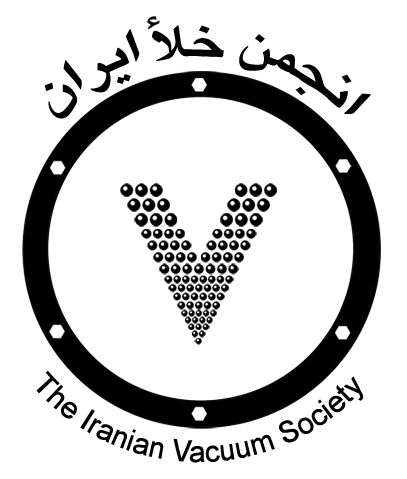 انجمن خلأ ایران
V
The Iranian Vacuum Society